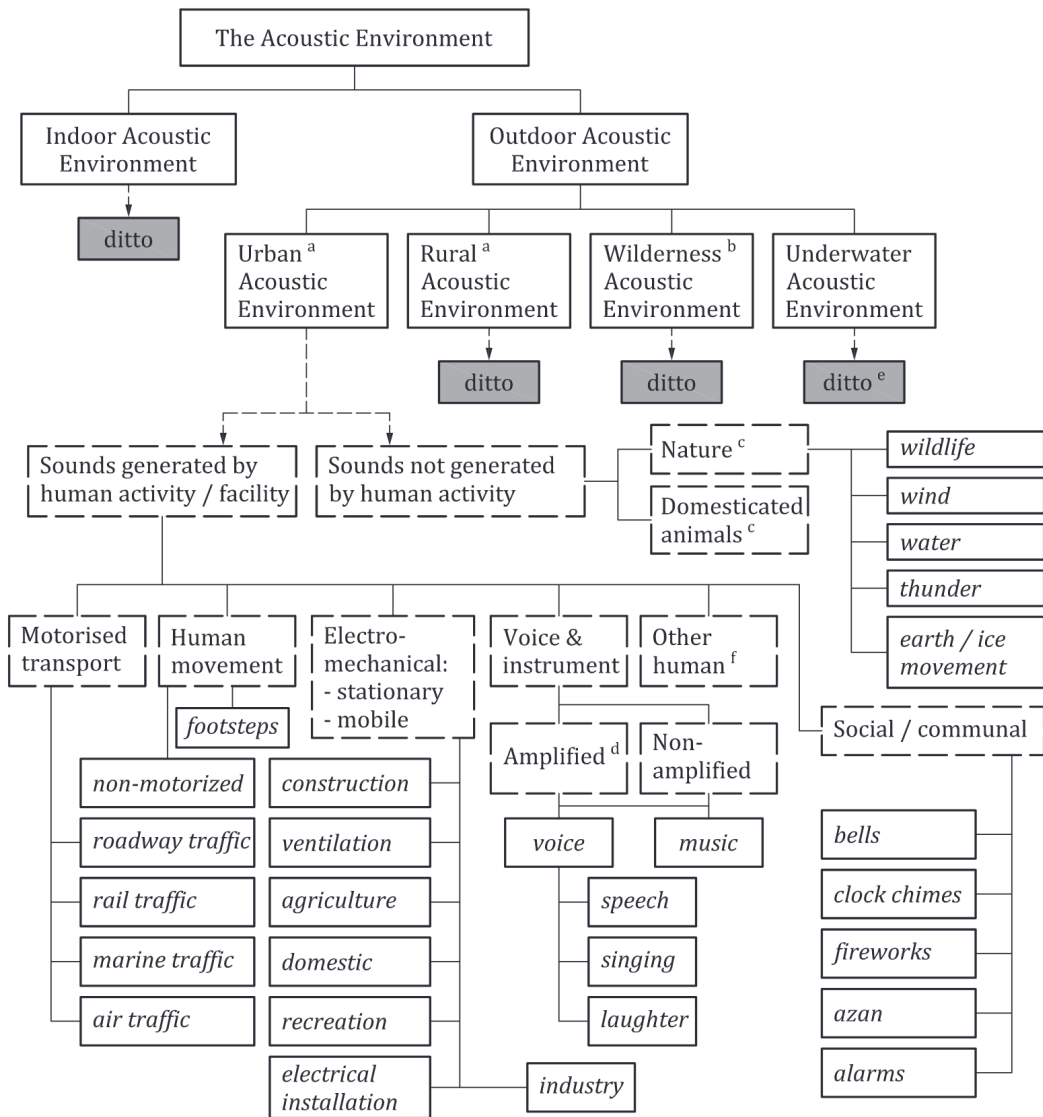 The Acoustic Environment
Indoor Acoustic
Environment
Outdoor Acoustic
Environment
ditto
Urban a
Acoustic
Environment
Rural a
Acoustic
Environment
Wilderness b
Acoustic
Environment
Underwater
Acoustic
Environment
ditto
ditto
ditto e
Sounds generated by
human activity / facility
Sounds not generated
by human activity
Nature c
Domesticated
animals c
wildlife
wind
water
thunder
earth / ice
movement
Motorised
transport
Human
movement
Electro-
mechanical:
- stationary
- mobile
Voice &
instrument
Other
human f
Social / communal
footsteps
non-motorized
roadway traffic
rail traffic
marine traffic
air traffic
construction
ventilation
agriculture
domestic
recreation
electrical
installation
industry
Amplified d
Non-
amplified
voice
music
speech
singing
laughter
bells
clock chimes
fireworks
azan
alarms